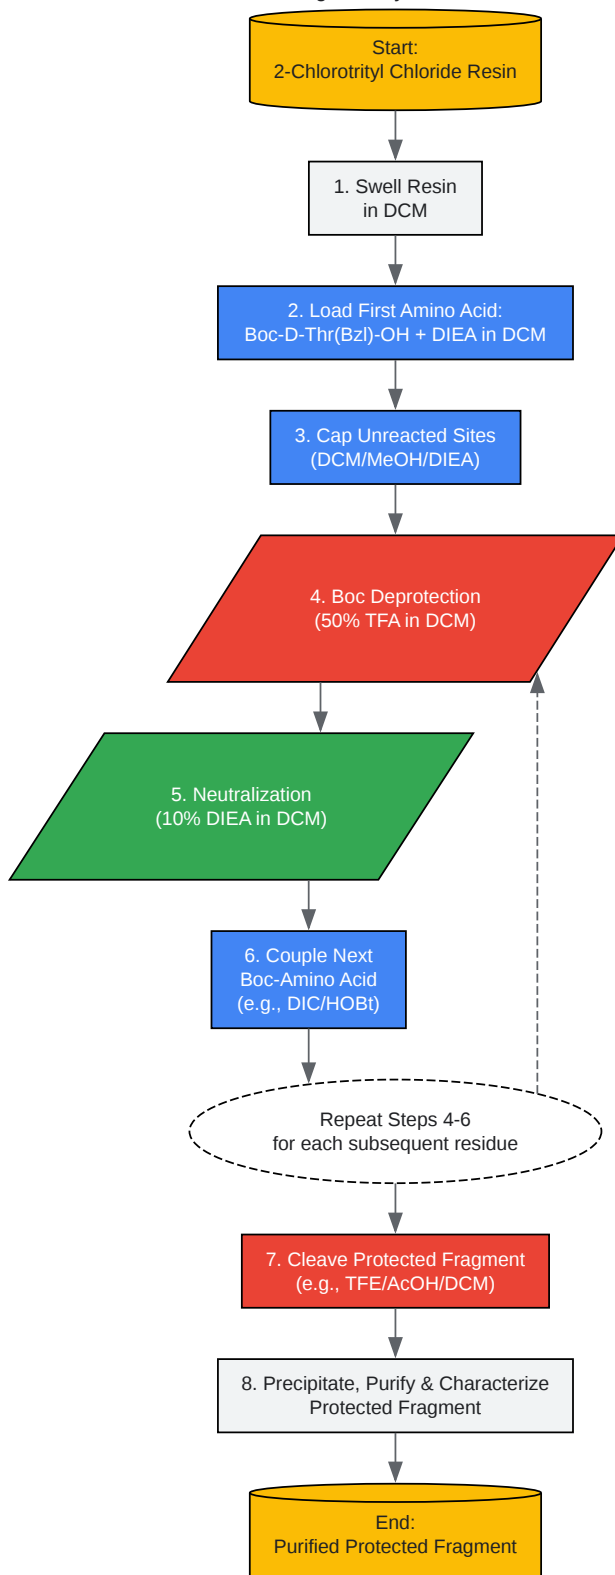 Start:
2-Chlorotrityl Chloride Resin
1. Swell Resin
in DCM
2. Load First Amino Acid:
Boc-D-Thr(Bzl)-OH + DIEA in DCM
3. Cap Unreacted Sites
(DCM/MeOH/DIEA)
4. Boc Deprotection
(50% TFA in DCM)
5. Neutralization
(10% DIEA in DCM)
6. Couple Next
Boc-Amino Acid
(e.g., DIC/HOBt)
Repeat Steps 4-6
for each subsequent residue
7. Cleave Protected Fragment
(e.g., TFE/AcOH/DCM)
8. Precipitate, Purify & Characterize
Protected Fragment
End:
Purified Protected Fragment